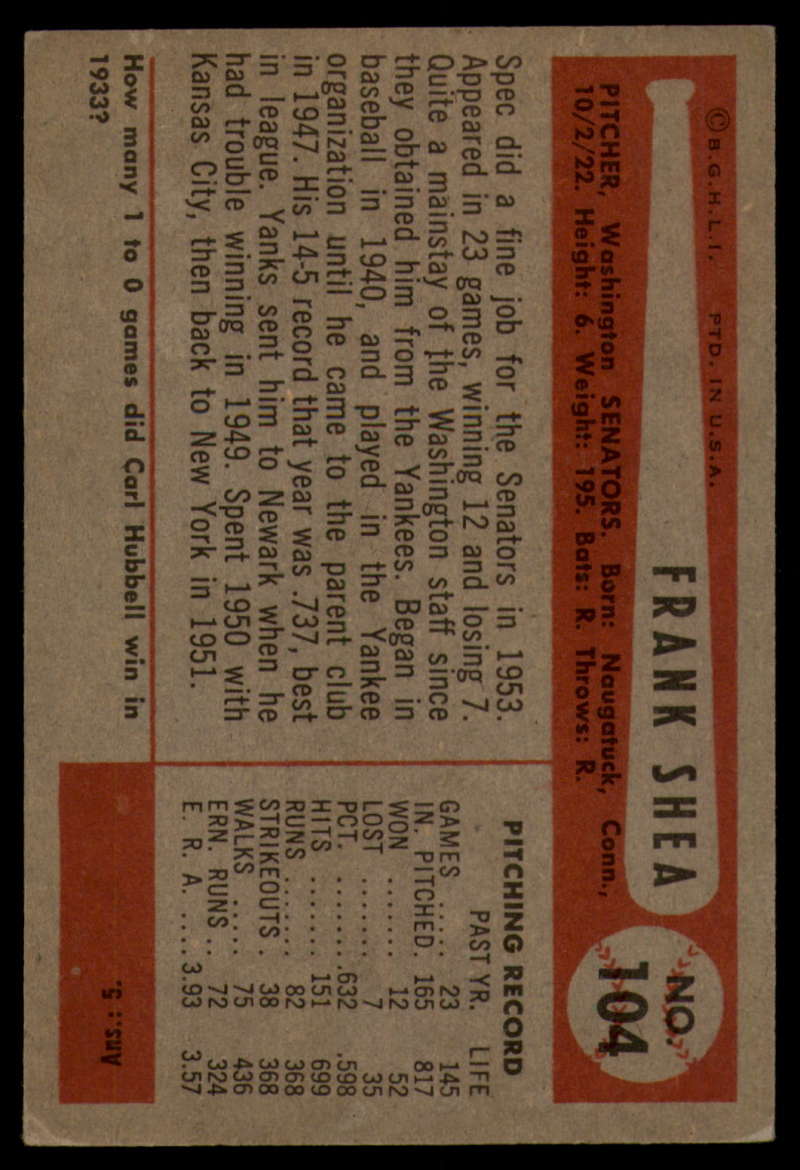 © B.G.H.L.I. PTD. IN U.S.A.
FRANK SHEA
NO.
104
PITCHER, Washington SENATORS. Born: Naugatuck, Conn.,
10/2/22. Height: 6. Weight: 195. Bats: R. Throws: R.
Spec did a fine job for the Senators in 1953.
Appeared in 23 games, winning 12 and losing 7.
Quite a mainstay of the Washington staff since
they obtained him from the Yankees. Began in
baseball in 1940, and played in the Yankee
organization until he came to the parent club
in 1947. His 14-5 record that year was .737, best
in league. Yanks sent him to Newark when he
had trouble winning in 1949. Spent 1950 with
Kansas City, then back to New York in 1951.
PITCHING RECORD
PAST YR. LIFE
GAMES ..... 23 145
IN. PITCHED. 165 817
WON ....... 12 52
LOST ....... 7 35
PCT. ........ .632 .598
HITS ....... 151 699
RUNS ....... 82 368
STRIKEOUTS . 38 368
WALKS ..... 75 436
ERN. RUNS .. 72 324
E. R. A. .... 3.93 3.57
How many 1 to 0 games did Carl Hubbell win in
1933?
Ans.: 5.